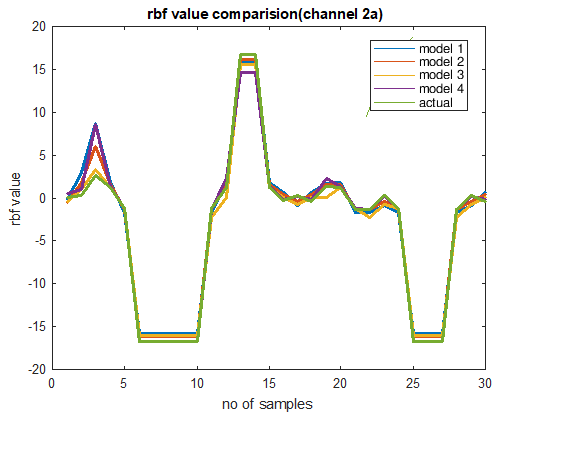 rbf value comparision(channel 2a)
20
15
10
5
0
-5
-10
-15
-20
rbf value
model 1
model 2
model 3
model 4
actual
0 5 10 15 20 25 30
no of samples